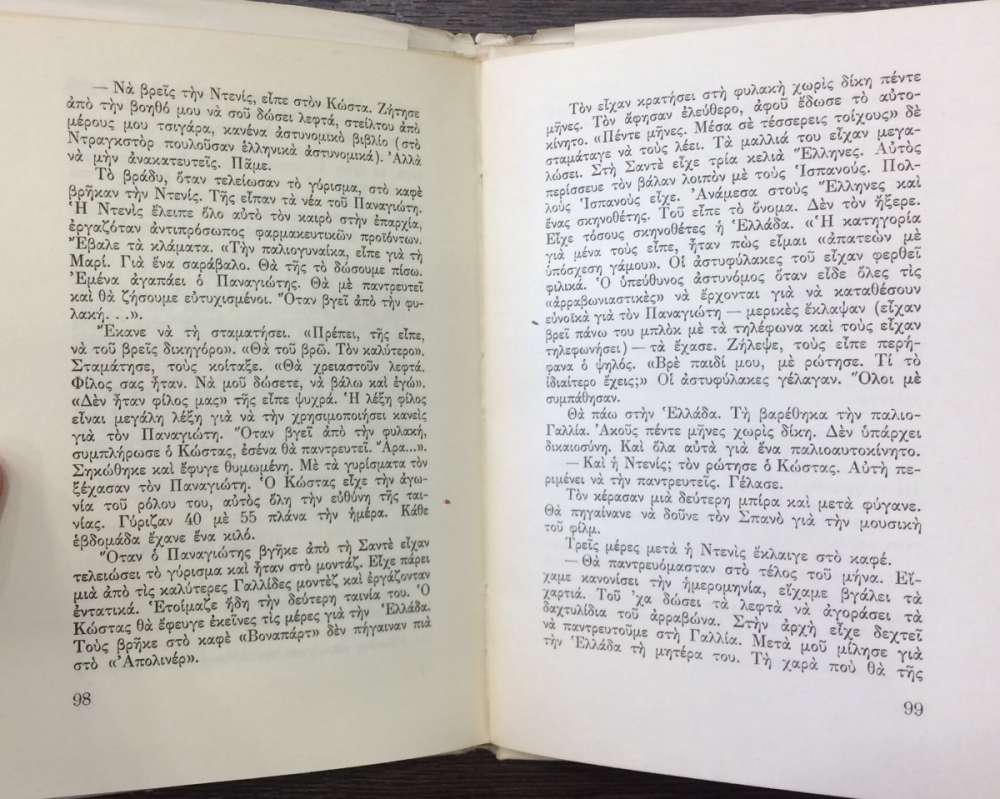 — Νὰ βρεῖς τὴν Ντενίς, εἶπε στὸν Κώστα. Ζήτησε
ἀπὸ τὴν βοηθό μου νὰ σοῦ δώσει λεφτά, στείλτου ἀπὸ
μέρους μου τσιγάρα, κανένα ἀστυνομικὸ βιβλίο (στὸ
Ντραγκστὸρ πουλοῦσαν ἑλληνικὰ ἀστυνομικά). Ἀλλὰ
νὰ μὴν ἀνακατευτεῖς. Πᾶμε.
Τὸ βράδυ, ὅταν τελείωσαν τὸ γύρισμα, στὸ καφὲ
βρῆκαν τὴν Ντενίς. Τῆς εἶπαν τὰ νέα τοῦ Παναγιώτη.
Ἡ Ντενὶς ἔλειπε ὅλο αὐτὸ τὸν καιρὸ στὴν ἐπαρχία,
ἐργαζόταν ἀντιπρόσωπος φαρμακευτικῶν προϊόντων.
Ἔβαλε τὰ κλάματα. «Τὴν παλιογυναίκα, εἶπε γιὰ τὴ
Μαρί. Γιὰ ἕνα σαράβαλο. Θὰ τῆς τὸ δώσουμε πίσω.
Ἐμένα ἀγαπάει ὁ Παναγιώτης. Θὰ μὲ παντρευτεῖ
καὶ θὰ ζήσουμε εὐτυχισμένοι. Ὅταν βγεῖ ἀπὸ τὴν φυ-
λακή. . .».
Ἔκανε νὰ τὴ σταματήσει. «Πρέπει, τῆς εἶπε,
νὰ τοῦ βρεῖς δικηγόρο». «Θὰ τοῦ βρῶ. Τὸν καλύτερο».
Σταμάτησε, τοὺς κοίταξε. «Θὰ χρειαστοῦν λεφτά.
Φίλος σας ἦταν. Νὰ μοῦ δώσετε, νὰ βάλω καὶ ἐγώ».
«Δὲν ἦταν φίλος μας» τῆς εἶπε ψυχρά. Ἡ λέξη φίλος
εἶναι μεγάλη λέξη γιὰ νὰ τὴν χρησιμοποιήσει κανεὶς
γιὰ τὸν Παναγιώτη. Ὅταν βγεῖ ἀπὸ τὴν φυλακή,
συμπλήρωσε ὁ Κώστας, ἐσένα θὰ παντρευτεῖ. Ἄρα...».
Σηκώθηκε καὶ ἔφυγε θυμωμένη. Μὲ τὰ γυρίσματα τὸν
ξέχασαν τὸν Παναγιώτη. Ὁ Κώστας εἶχε τὴν ἀγω-
νία τοῦ ρόλου του, αὐτὸς ὅλη τὴν εὐθύνη τῆς ται-
νίας. Γύριζαν 40 μὲ 55 πλάνα τὴν ἡμέρα. Κάθε
ἑβδομάδα ἔχανε ἕνα κιλό.
Ὅταν ὁ Παναγιώτης βγῆκε ἀπὸ τὴ Σαντὲ εἶχαν
τελειώσει τὸ γύρισμα καὶ ἦταν στὸ μοντάζ. Εἶχε πάρει
μιὰ ἀπὸ τὶς καλύτερες Γαλλίδες μοντὲζ καὶ ἐργάζονταν
ἐντατικά. Ἑτοίμαζε ἤδη τὴν δεύτερη ταινία του. Ὁ
Κώστας θὰ ἔφευγε ἐκεῖνες τὶς μέρες γιὰ τὴν Ἑλλάδα.
Τοὺς βρῆκε στὸ καφὲ «Βοναπάρτ» δὲν πήγαιναν πιὰ
στὸ «Ἀπολινέρ».
98
Τὸν εἶχαν κρατήσει στὴ φυλακὴ χωρὶς δίκη πέντε
μῆνες. Τὸν ἄφησαν ἐλεύθερο, ἀφοῦ ἔδωσε τὸ αὐτο-
κίνητο. «Πέντε μῆνες. Μέσα σὲ τέσσερεις τοίχους» δὲ
σταμάταγε νὰ τοὺς λέει. Τὰ μαλλιά του εἶχαν μεγα-
λώσει. Στὴ Σαντὲ εἶχε τρία κελιὰ Ἕλληνες. Αὐτὸς
περίσσευε τὸν βάλαν λοιπὸν μὲ τοὺς Ἱσπανούς. Πολ-
λοὺς Ἱσπανοὺς εἶχε. Ἀνάμεσα στοὺς Ἕλληνες καὶ
ἕνας σκηνοθέτης. Τοῦ εἶπε τὸ ὄνομα. Δὲν τὸν ἤξερε.
Εἶχε τόσους σκηνοθέτες ἡ Ἑλλάδα. «Ἡ κατηγορία
γιὰ μένα τοὺς εἶπε, ἦταν πὼς εἶμαι «ἀπατεὼν μὲ
ὑπόσχεση γάμου». Οἱ ἀστυφύλακες τοῦ εἶχαν φερθεῖ
φιλικά. Ὁ ὑπεύθυνος ἀστυνόμος ὅταν εἶδε ὅλες τὶς
«ἀρραβωνιαστικὲς» νὰ ἔρχονται γιὰ νὰ καταθέσουν
εὐνοϊκὰ γιὰ τὸν Παναγιώτη — μερικὲς ἔκλαψαν (εἶχαν
βρεῖ πάνω του μπλὸκ μὲ τὰ τηλέφωνα καὶ τοὺς εἶχαν
τηλεφωνήσει) — τὰ ἔχασε. Ζήλεψε, τοὺς εἶπε περή-
φανα ὁ ψηλός. «Βρὲ παιδί μου, μὲ ρώτησε. Τί τὸ
ἰδιαίτερο ἔχεις;» Οἱ ἀστυφύλακες γέλαγαν. Ὅλοι μὲ
συμπάθησαν.
Θὰ πάω στὴν Ἑλλάδα. Τὴ βαρέθηκα τὴν παλιο-
Γαλλία. Ἀκοῦς πέντε μῆνες χωρὶς δίκη. Δὲν ὑπάρχει
δικαιοσύνη. Καὶ ὅλα αὐτὰ γιὰ ἕνα παλιοαυτοκίνητο.
— Καὶ ἡ Ντενίς; τὸν ρώτησε ὁ Κώστας. Αὐτὴ πε-
ριμένει νὰ τὴν παντρευτεῖς. Γέλασε.
Τὸν κέρασαν μιὰ δεύτερη μπίρα καὶ μετὰ φύγανε.
Θὰ πηγαίνανε νὰ δοῦνε τὸν Σπανὸ γιὰ τὴν μουσικὴ
τοῦ φίλμ.
Τρεῖς μέρες μετὰ ἡ Ντενὶς ἔκλαιγε στὸ καφέ.
— Θὰ παντρευόμασταν στὸ τέλος τοῦ μήνα. Εἴ-
χαμε κανονίσει τὴν ἡμερομηνία, εἴχαμε βγάλει τὰ
χαρτιά. Τοῦ ’χα δώσει τὰ λεφτὰ νὰ ἀγοράσει τὰ
δαχτυλίδια τοῦ ἀρραβώνα. Στὴν ἀρχὴ εἶχε δεχτεῖ
νὰ παντρευτοῦμε στὴ Γαλλία. Μετὰ μοῦ μίλησε γιὰ
τὴν Ἑλλάδα τὴ μητέρα του. Τὴ χαρὰ ποὺ θὰ τῆς
99